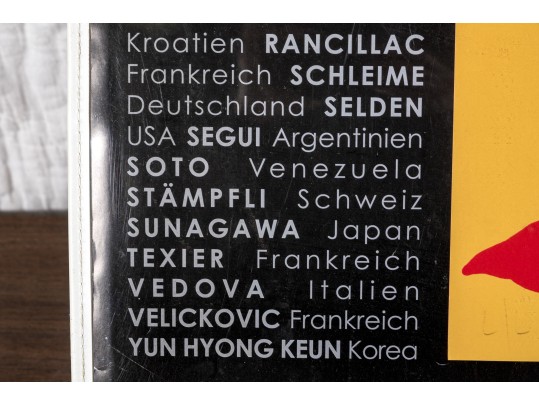 Kroatien RANCILLAC
Frankreich SCHLEIME
Deutschland SELDEN
USA SEGUI Argentinien
SOTO Venezuela
STÄMPFLI Schweiz
SUNAGAWA Japan
TEXIER Frankreich
VEDOVA Italien
VELICKOVIC Frankreich
YUN HYONG KEUN Korea